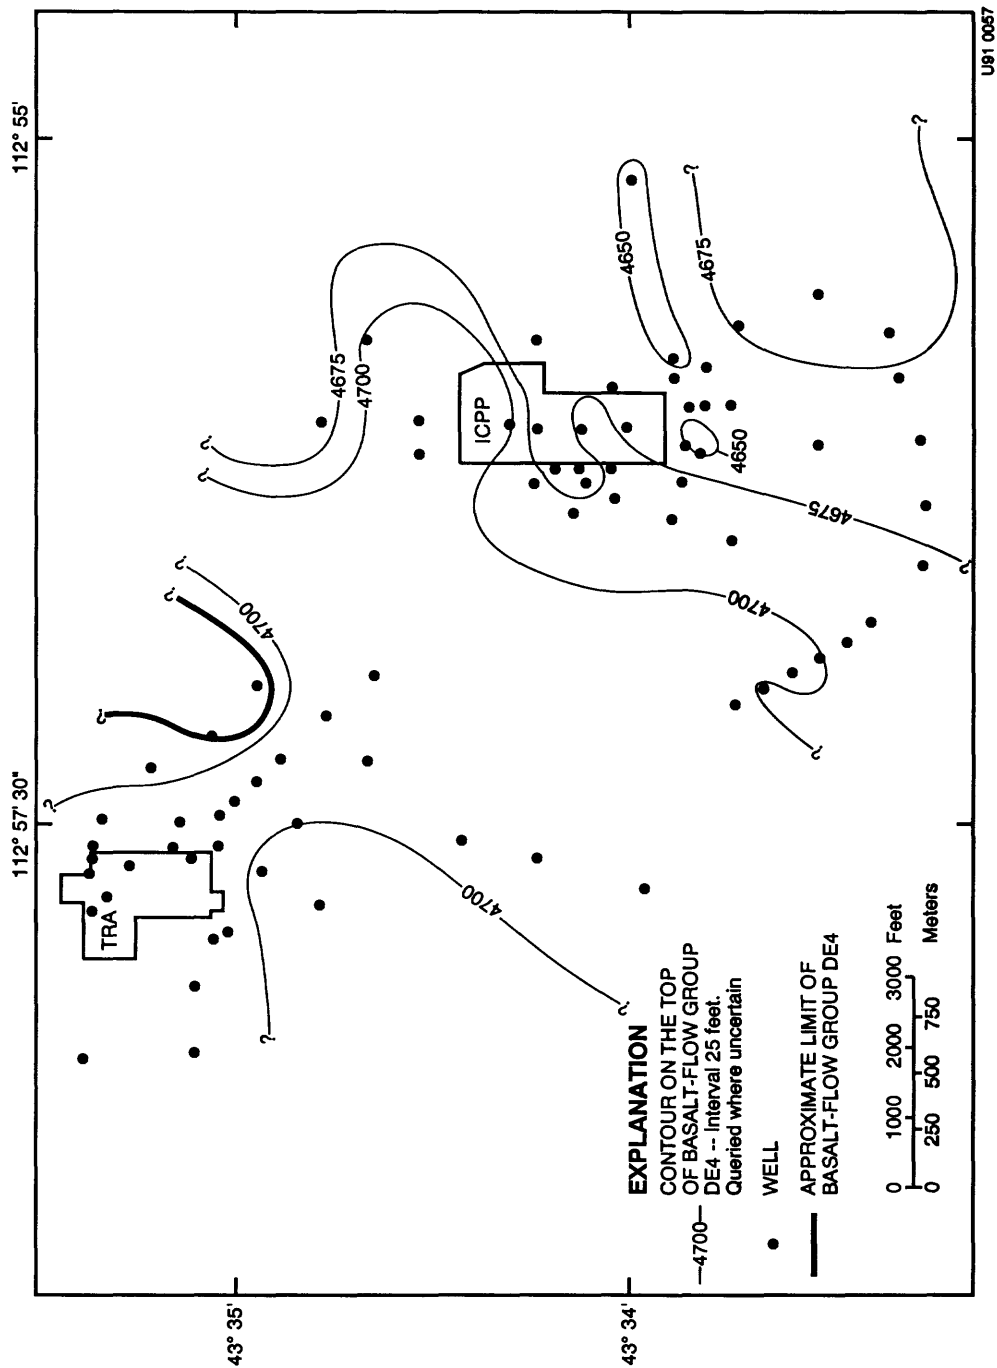 112° 57' 30"
112° 55'
43° 35'
43° 34'
TRA
ICPP
?
?
?
?
?
?
?
?
?
?
?
?
?
4700
4700
4675
4700
4700
4675
4650
4650
4675
EXPLANATION
—4700— CONTOUR ON THE TOP
OF BASALT-FLOW GROUP
DE4 -- Interval 25 feet.
Queried where uncertain
WELL
APPROXIMATE LIMIT OF
BASALT-FLOW GROUP DE4
0 1000 2000 3000 Feet
0 250 500 750 Meters
U91 0057